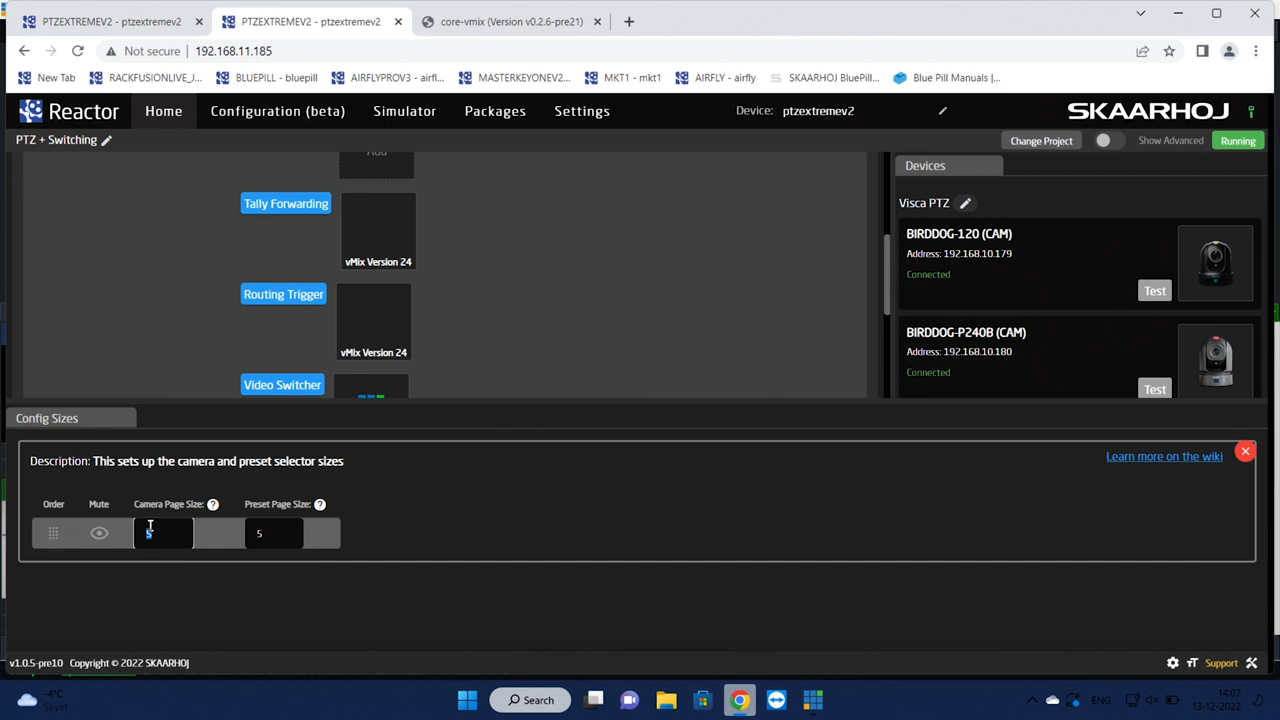 PTZEXTREMEV2 - ptzextremev2
PTZEXTREMEV2 - ptzextremev2
core-vmix (Version v0.2.6-pre21)
Not secure
192.168.11.185
New Tab
RACKFUSIONLIVE_J...
BLUEPILL - bluepill
AIRFLYPROV3 - airfl...
MASTERKEYONEV2...
MKT1 - mkt1
AIRFLY - airfly
SKAARHOJ BluePill...
Blue Pill Manuals |...
Reactor
Home
Configuration (beta)
Simulator
Packages
Settings
Device: ptzextremev2
SKAARHOJ
PTZ + Switching
Change Project
Show Advanced
Running
Add
Tally Forwarding
vMix Version 24
Routing Trigger
vMix Version 24
Video Switcher
Devices
Visca PTZ
BIRDDOG-120 (CAM)
Address: 192.168.10.179
Connected
Test
BIRDDOG-P240B (CAM)
Address: 192.168.10.180
Connected
Test
Config Sizes
Description: This sets up the camera and preset selector sizes
Learn more on the wiki
Order
Mute
Camera Page Size: ?
Preset Page Size: ?
5
5
v1.0.5-pre10 Copyright © 2022 SKAARHOJ
Support
-4°C
Skyet
Search
ENG
14:07
13-12-2022